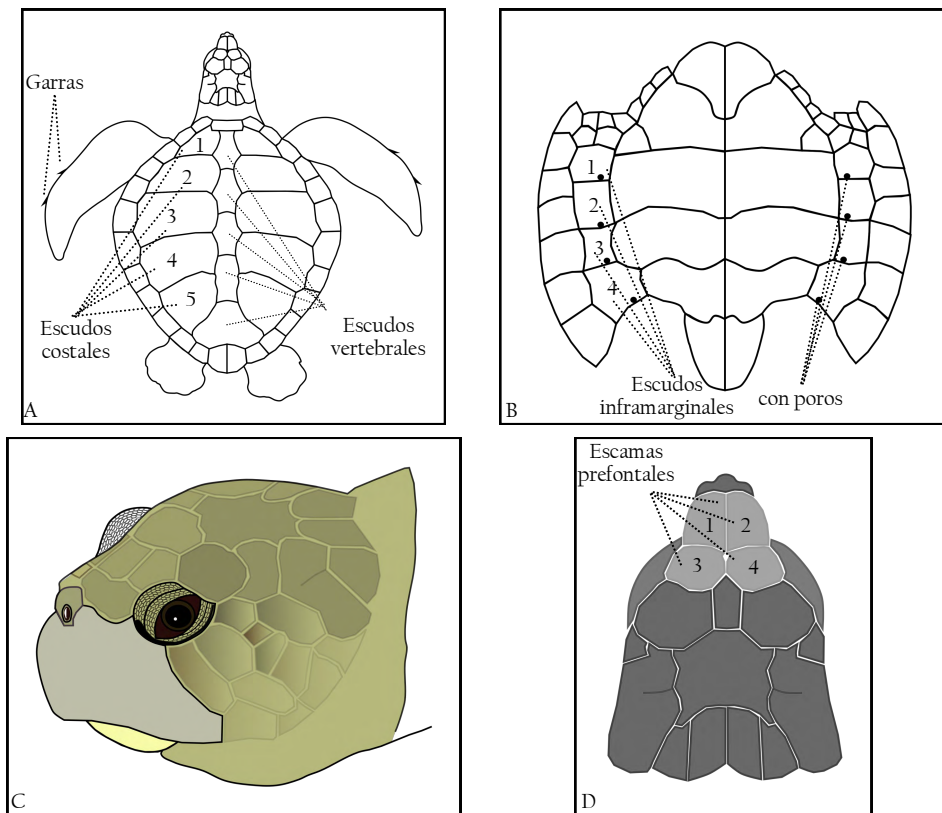 Garras
1
2
3
4
5
Escudos
costales
Escudos
vertebrales
A
1
2
3
4
Escudos
inframarginales
con poros
B
C
Escamas
prefontales
1 2
3 4
D